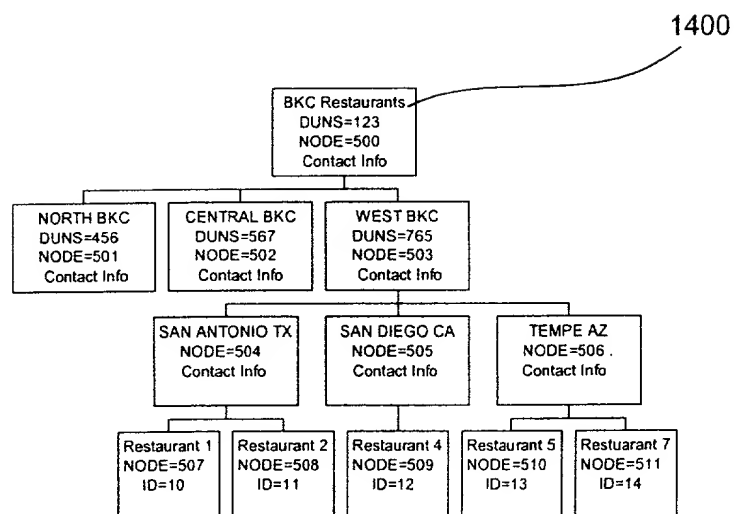 1400
BKC Restaurants
DUNS=123
NODE=500
Contact Info
NORTH BKC
DUNS=456
NODE=501
Contact Info
CENTRAL BKC
DUNS=567
NODE=502
Contact Info
WEST BKC
DUNS=765
NODE=503
Contact Info
SAN ANTONIO TX
NODE=504
Contact Info
SAN DIEGO CA
NODE=505
Contact Info
TEMPE AZ
NODE=506 .
Contact Info
Restaurant 1
NODE=507
ID=10
Restaurant 2
NODE=508
ID=11
Restaurant 4
NODE=509
ID=12
Restaurant 5
NODE=510
ID=13
Restuarant 7
NODE=511
ID=14